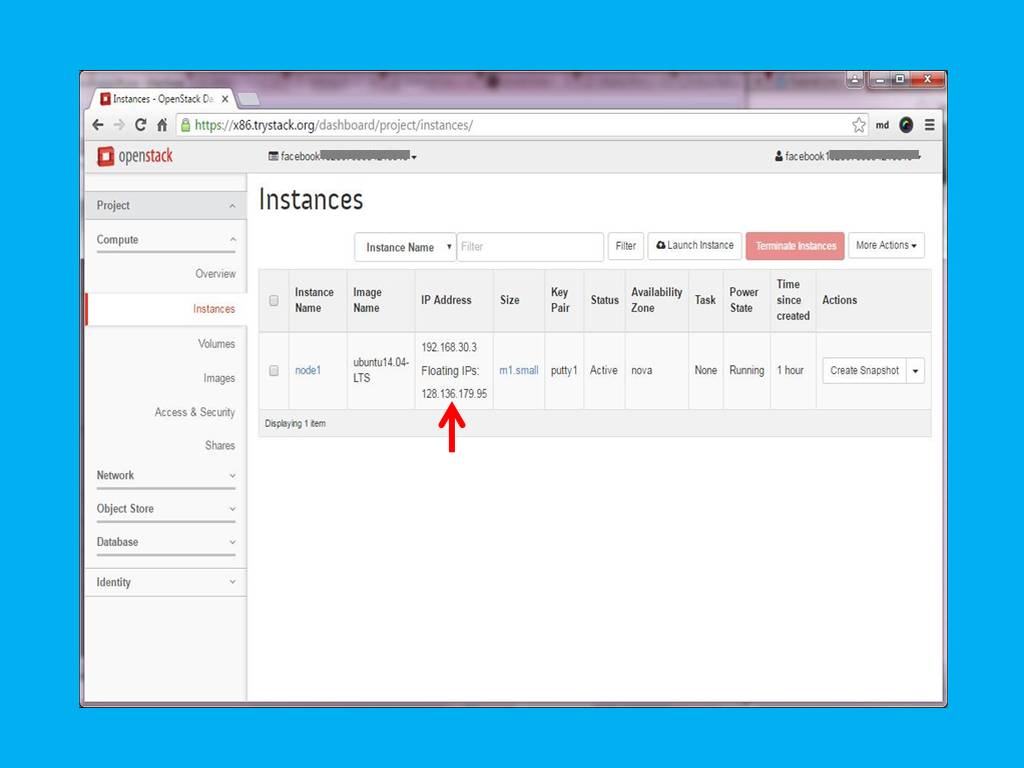 Instances - OpenStack Da
https://x86.trystack.org/dashboard/project/instances/
md
openstack
facebook
facebook1
Project
Compute
Overview
Instances
Volumes
Images
Access & Security
Shares
Network
Object Store
Database
Identity
Instances
Instance Name Filter Filter Launch Instance Terminate Instances More Actions
Instance Name Image Name IP Address Size Key Pair Status Availability Zone Task Power State Time since created Actions
node1 ubuntu14.04-LTS 192.168.30.3 Floating IPs: 128.136.179.95 m1.small putty1 Active nova None Running 1 hour Create Snapshot
Displaying 1 item